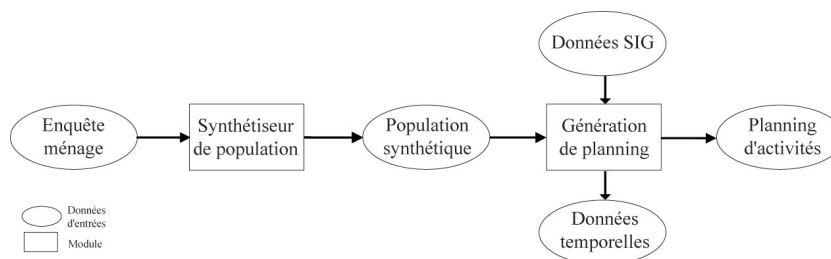 Données SIG
Enquête
ménage
Synthétiseur
de population
Population
synthétique
Génération
de planning
Planning
d'activités
Données
temporelles
Données
d'entrées
Module